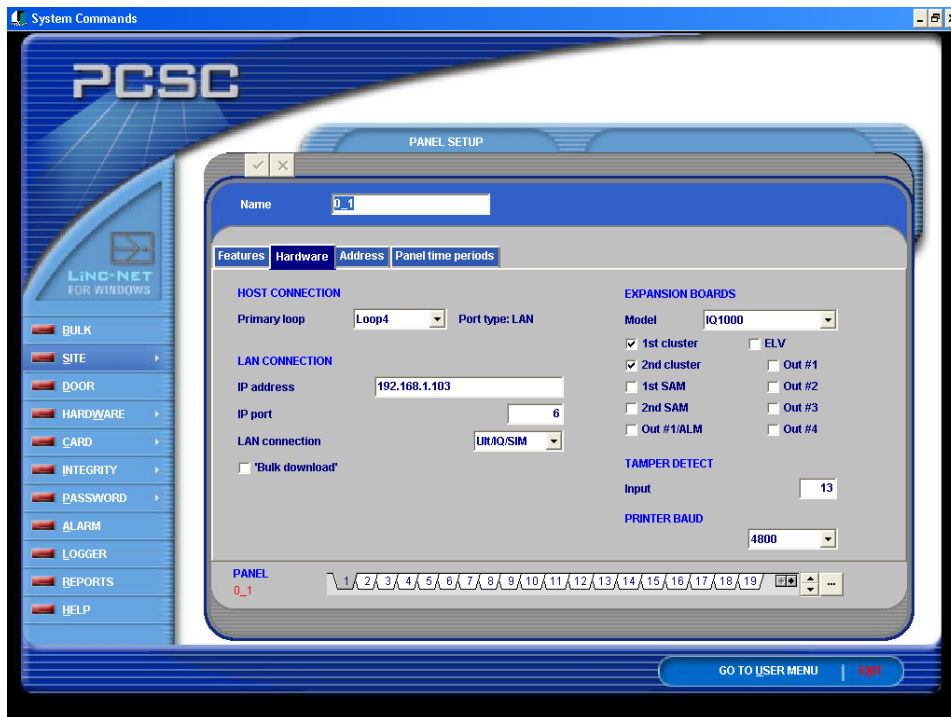 System Commands
PCSC
PANEL SETUP
Name 0_1
LiNC-NET
FOR WINDOWS
BULK
SITE
DOOR
HARDWARE
CARD
INTEGRITY
PASSWORD
ALARM
LOGGER
REPORTS
HELP
Features Hardware Address Panel time periods
HOST CONNECTION
Primary loop Loop4 Port type: LAN
LAN CONNECTION
IP address 192.168.1.103
IP port 6
LAN connection Ult/IQ/SIM
'Bulk download'
EXPANSION BOARDS
Model IQ1000
1st cluster ELV
2nd cluster Out #1
1st SAM Out #2
2nd SAM Out #3
Out #1/ALM Out #4
TAMPER DETECT
Input 13
PRINTER BAUD
4800
PANEL
0_1
1 2 3 4 5 6 7 8 9 10 11 12 13 14 15 16 17 18 19 ...
GO TO USER MENU | EXIT